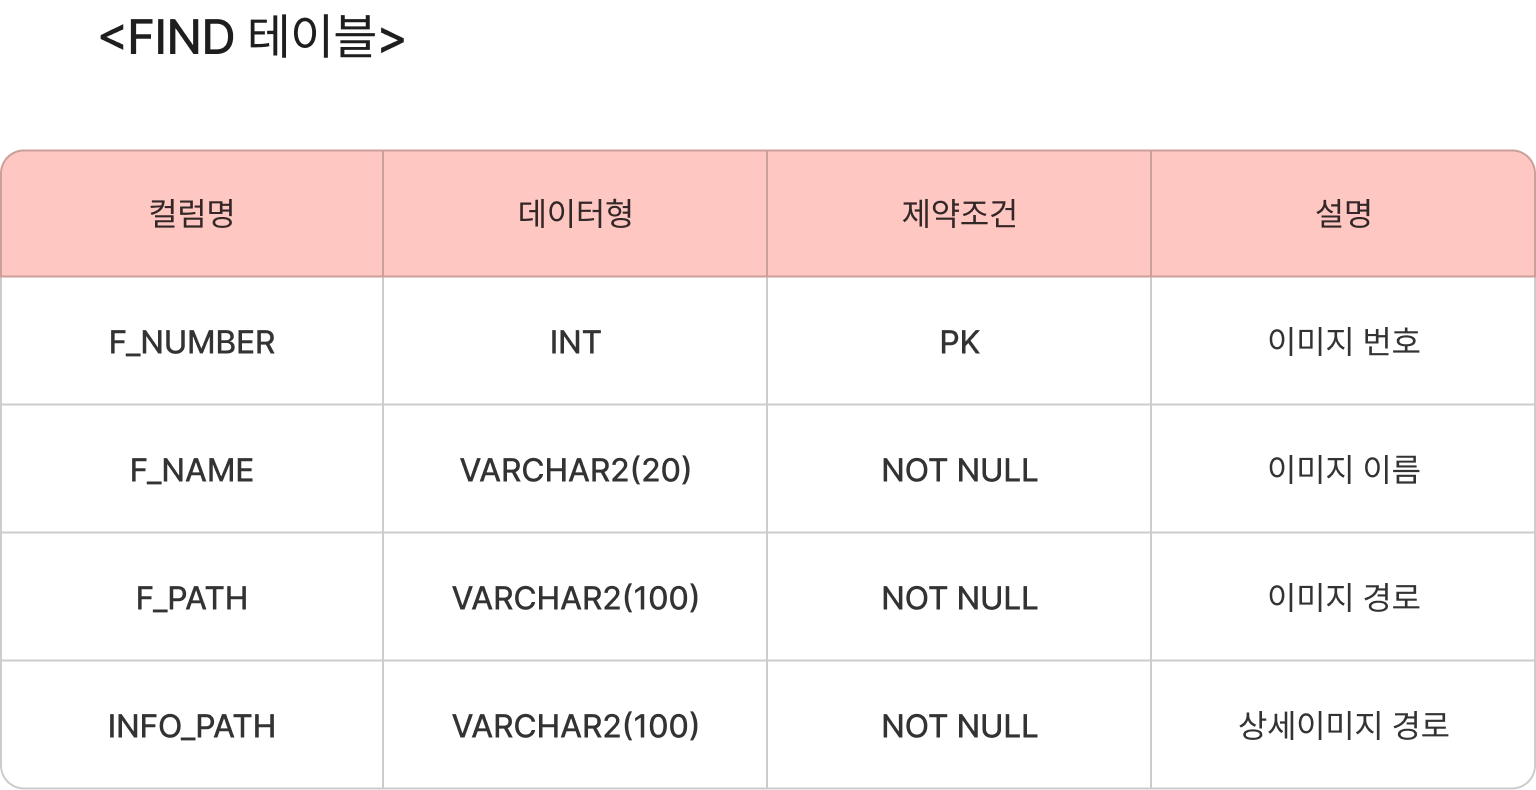 <FIND 테이블>
컬럼명 데이터형 제약조건 설명
F_NUMBER INT PK 이미지 번호
F_NAME VARCHAR2(20) NOT NULL 이미지 이름
F_PATH VARCHAR2(100) NOT NULL 이미지 경로
INFO_PATH VARCHAR2(100) NOT NULL 상세이미지 경로